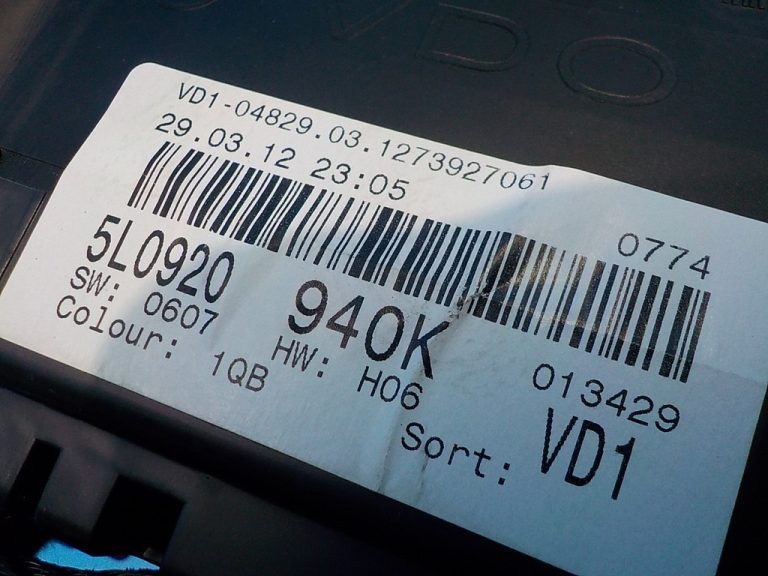 VDO
VD1-04829.03.1273927061
29.03.12 23:05
0774
5L0920 940K
013429
SW: 0607 HW: H06
Colour: 1QB
Sort: VD1